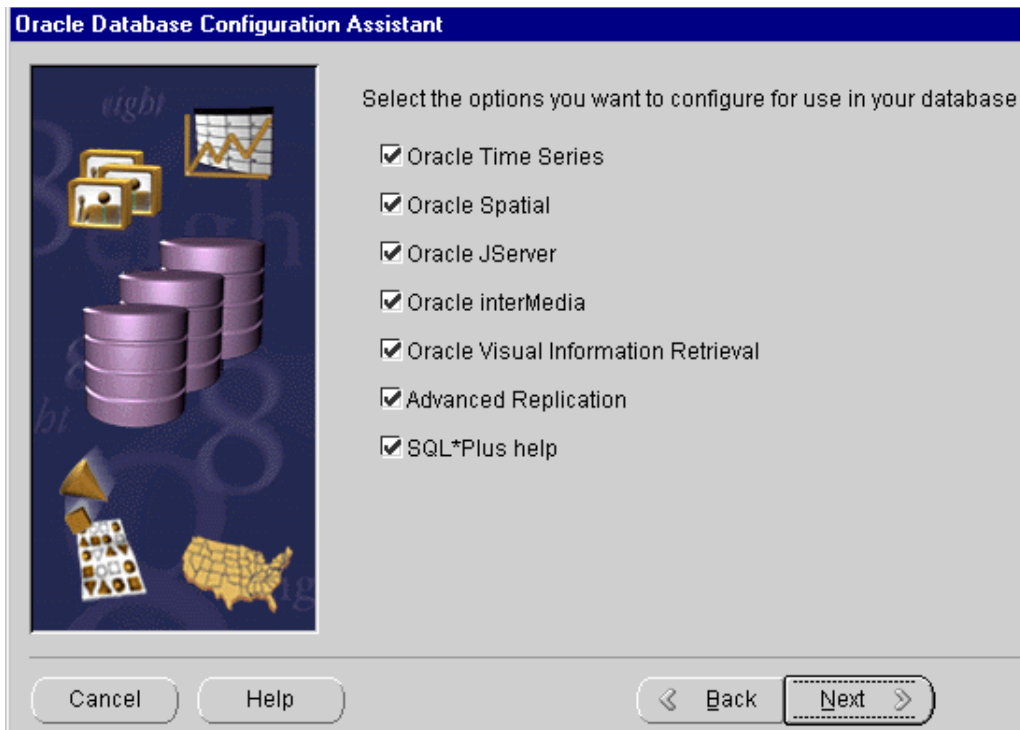 Oracle Database Configuration Assistant
eight
Select the options you want to configure for use in your database
Oracle Time Series
Oracle Spatial
Oracle JServer
Oracle interMedia
Oracle Visual Information Retrieval
Advanced Replication
SQL*Plus help
8
Cancel
Help
Back
Next